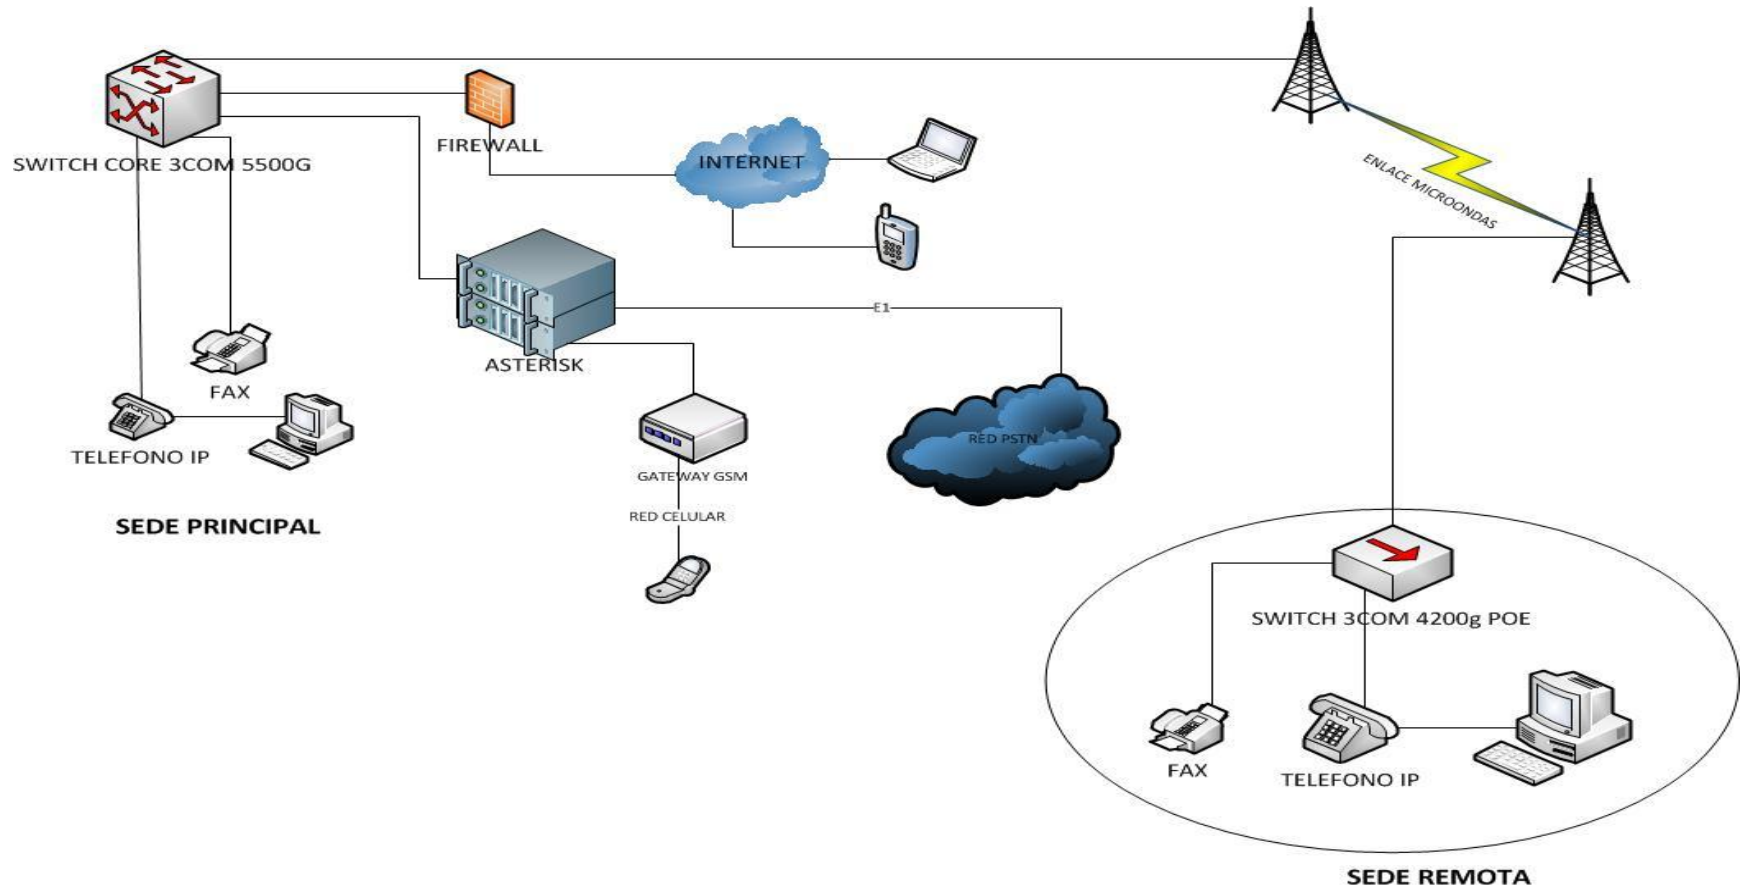 SWITCH CORE 3COM 5500G
FIREWALL
INTERNET
ENLACE MICROONDAS
E1
ASTERISK
FAX
TELEFONO IP
RED PSTN
GATEWAY GSM
RED CELULAR
SEDE PRINCIPAL
SWITCH 3COM 4200g POE
FAX
TELEFONO IP
SEDE REMOTA